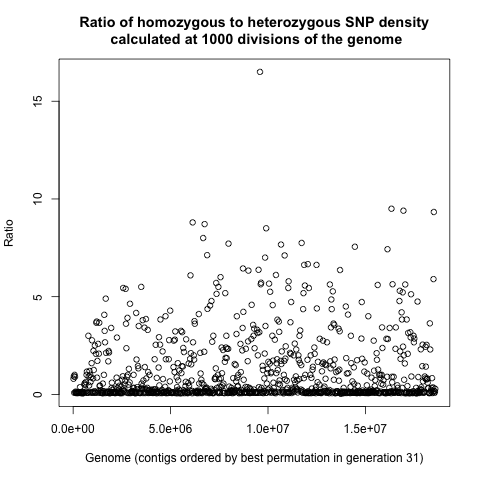 Ratio of homozygous to heterozygous SNP density
calculated at 1000 divisions of the genome
Ratio
15
10
5
0
0.0e+00 5.0e+06 1.0e+07 1.5e+07
Genome (contigs ordered by best permutation in generation 31)